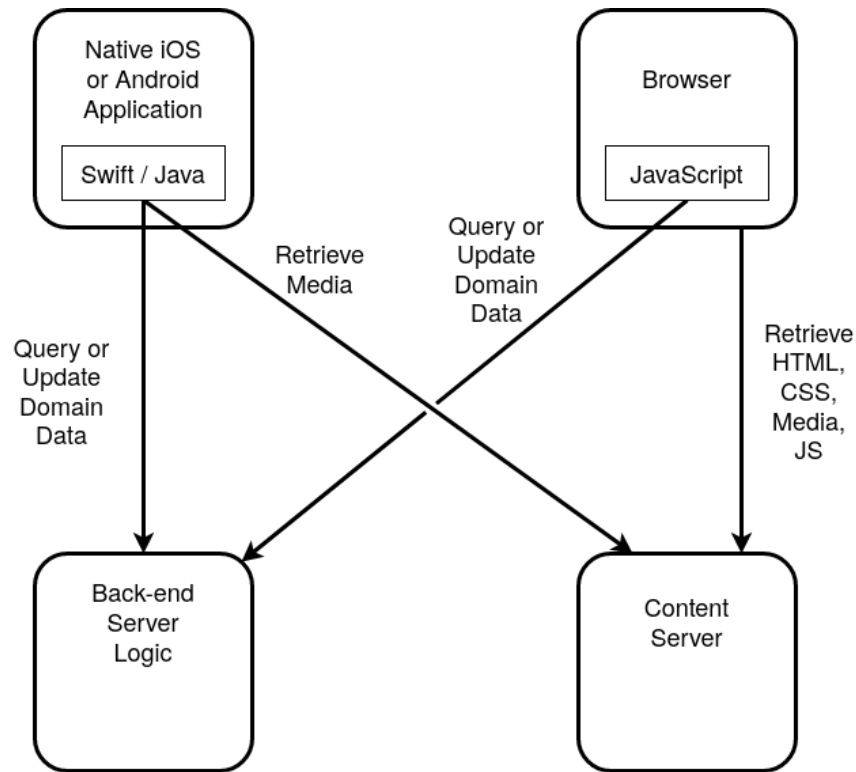 Native iOS
or Android
Application
Swift / Java
Browser
JavaScript
Retrieve
Media
Query or
Update
Domain
Data
Query or
Update
Domain
Data
Retrieve
HTML,
CSS,
Media,
JS
Back-end
Server
Logic
Content
Server